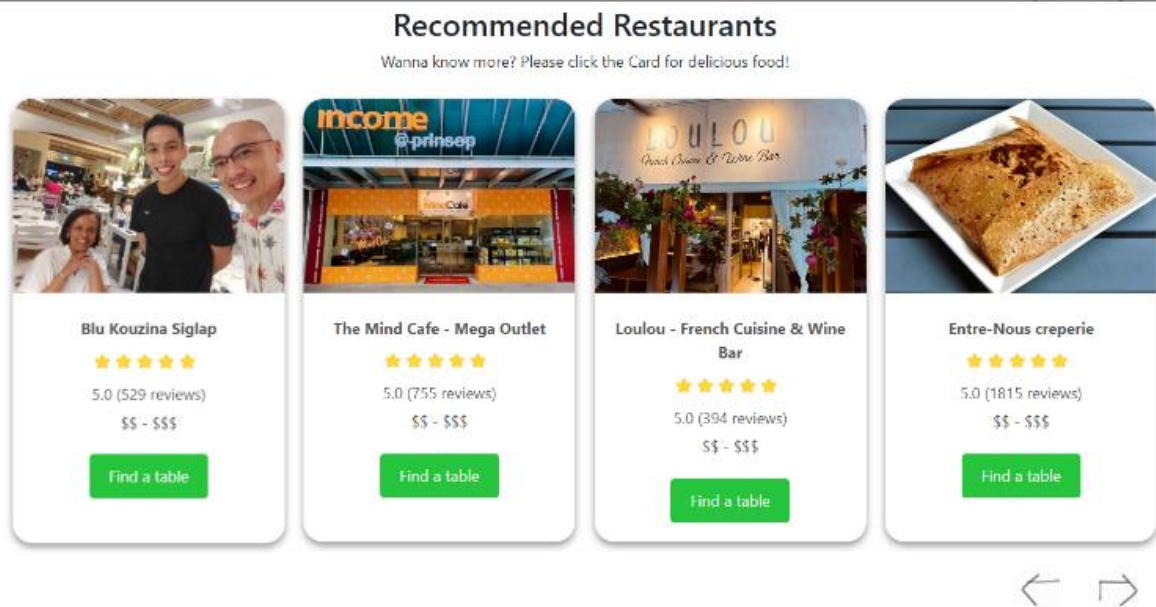 Recommended Restaurants
Wanna know more? Please click the Card for delicious food!
income
@prinsep
MindCafe
LOULOU
French Cuisine & Wine Bar
Blu Kouzina Siglap
5.0 (529 reviews)
$$ - $$$
Find a table
The Mind Cafe - Mega Outlet
5.0 (755 reviews)
$$ - $$$
Find a table
Loulou - French Cuisine & Wine
Bar
5.0 (394 reviews)
$$ - $$$
Find a table
Entre-Nous creperie
5.0 (1815 reviews)
$$ - $$$
Find a table